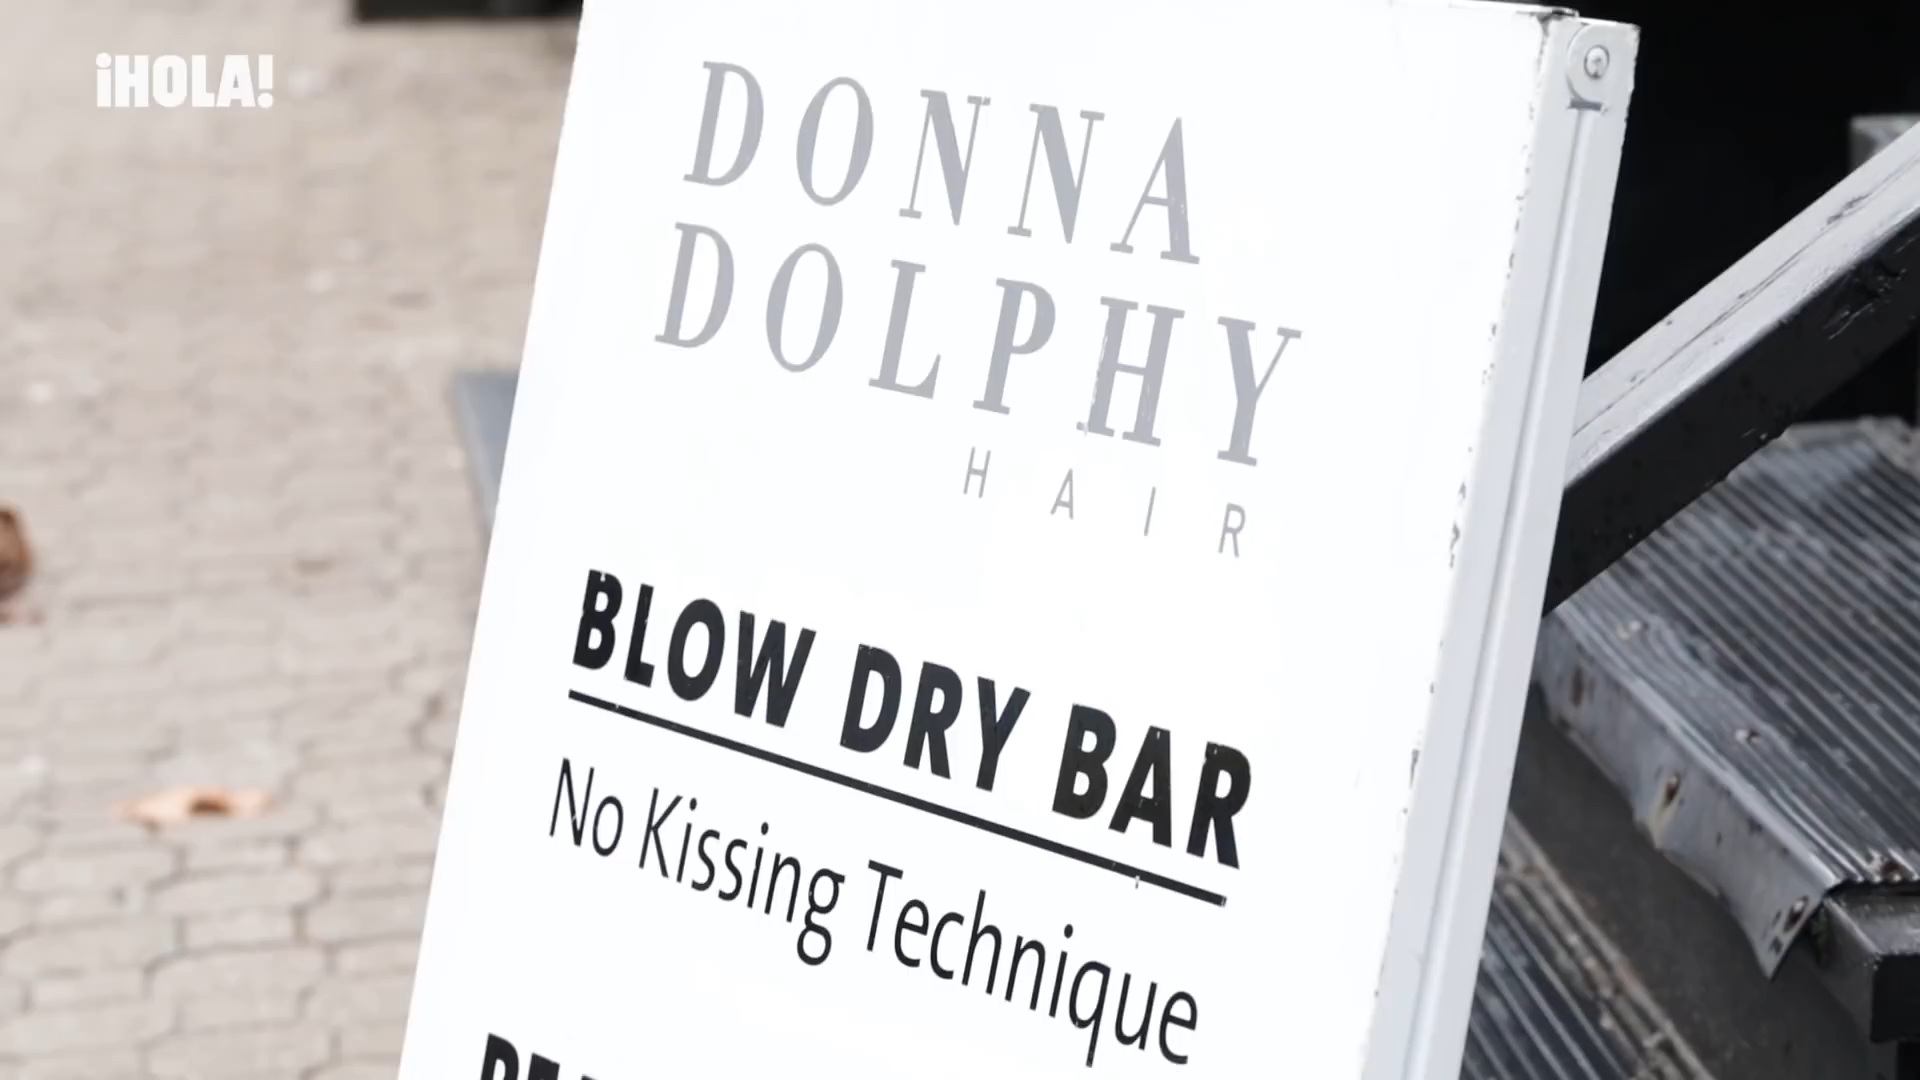 ¡HOLA!
DONNA
DOLPHY
HAIR
BLOW DRY BAR
No Kissing Technique